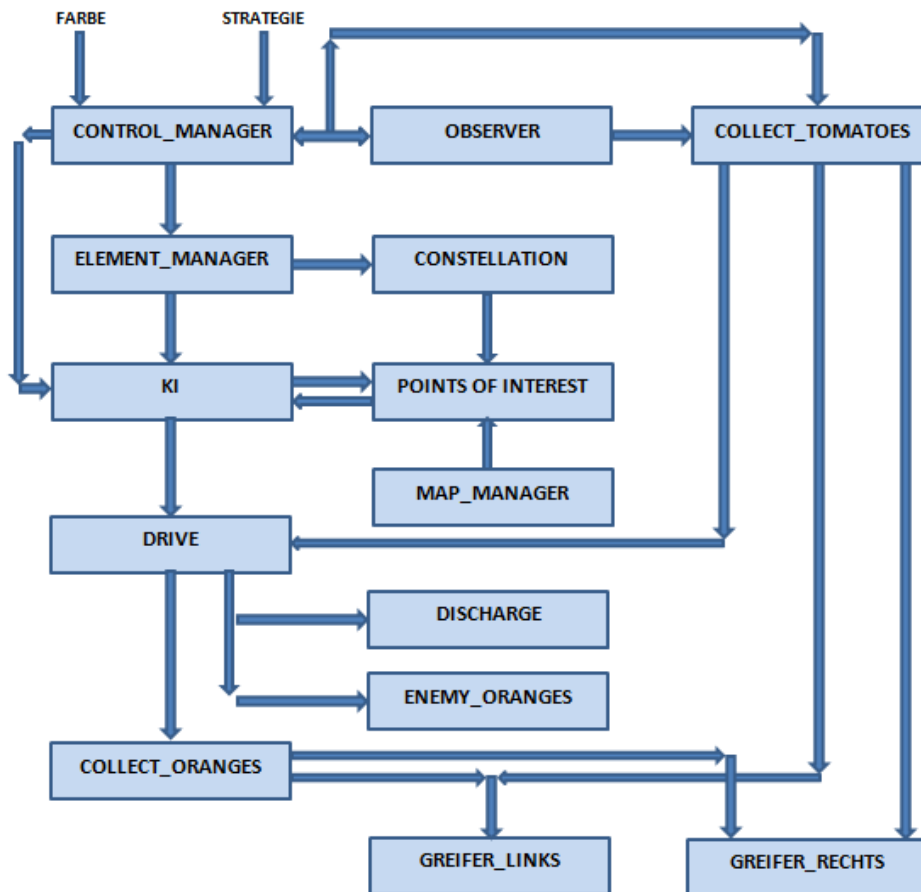 FARBE
STRATEGIE
CONTROL_MANAGER
OBSERVER
COLLECT_TOMATOES
ELEMENT_MANAGER
CONSTELLATION
KI
POINTS OF INTEREST
MAP_MANAGER
DRIVE
DISCHARGE
ENEMY_ORANGES
COLLECT_ORANGES
GREIFER_LINKS
GREIFER_RECHTS